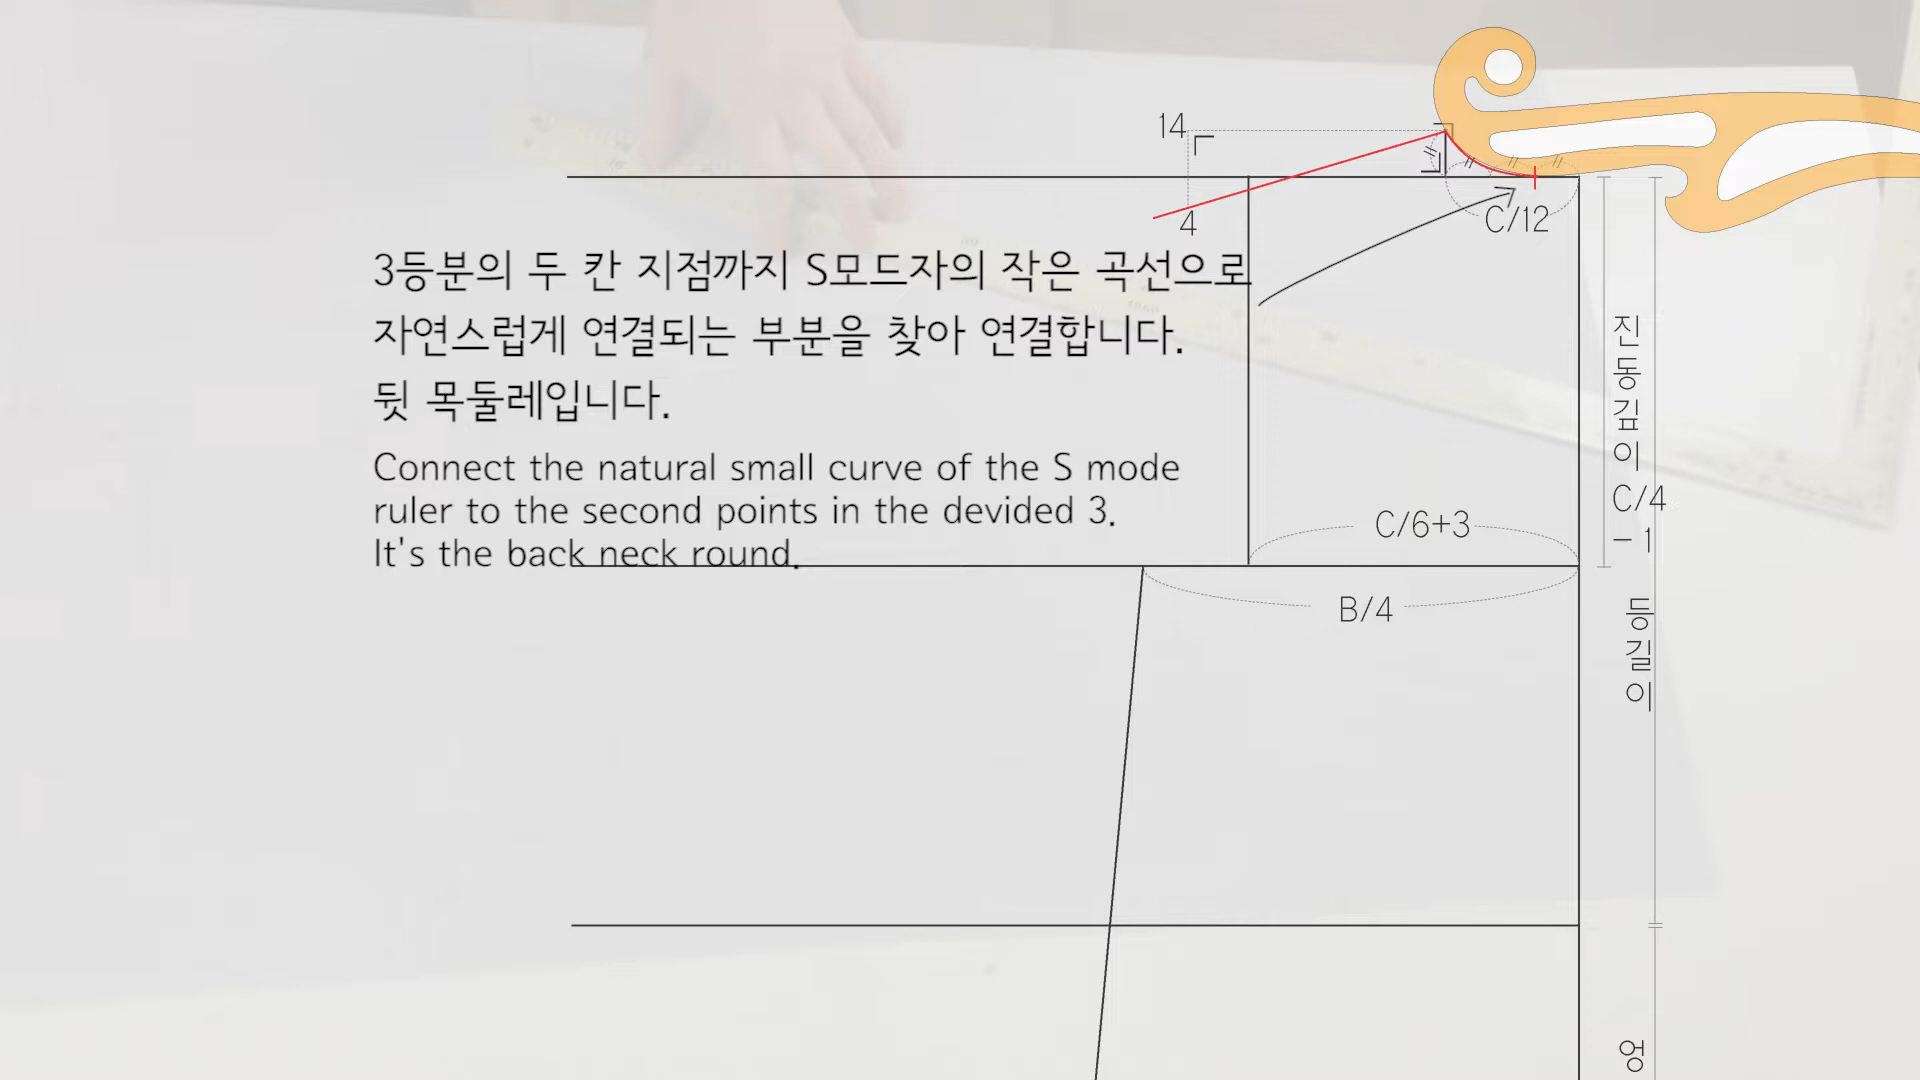 14
4
C/12
3등분의 두 칸 지점까지 S모드자의 작은 곡선으로
자연스럽게 연결되는 부분을 찾아 연결합니다.
뒷 목둘레입니다.
Connect the natural small curve of the S mode
ruler to the second points in the devided 3.
It's the back neck round.
진동깊이 C/4 - 1
C/6+3
B/4
등길이
엉